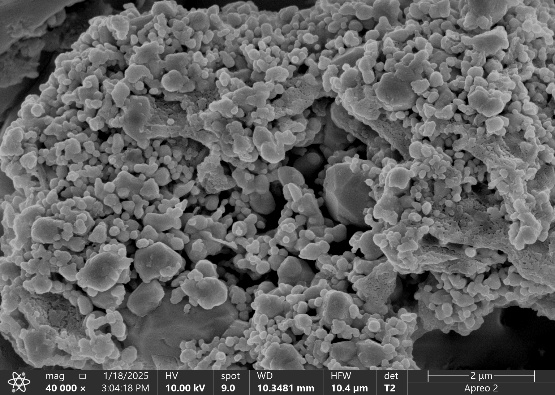 mag □ 1/18/2025 HV spot WD HFW det 2 µm
40 000 x 3:04:18 PM 10.00 kV 9.0 10.3481 mm 10.4 µm T2 Apreo 2